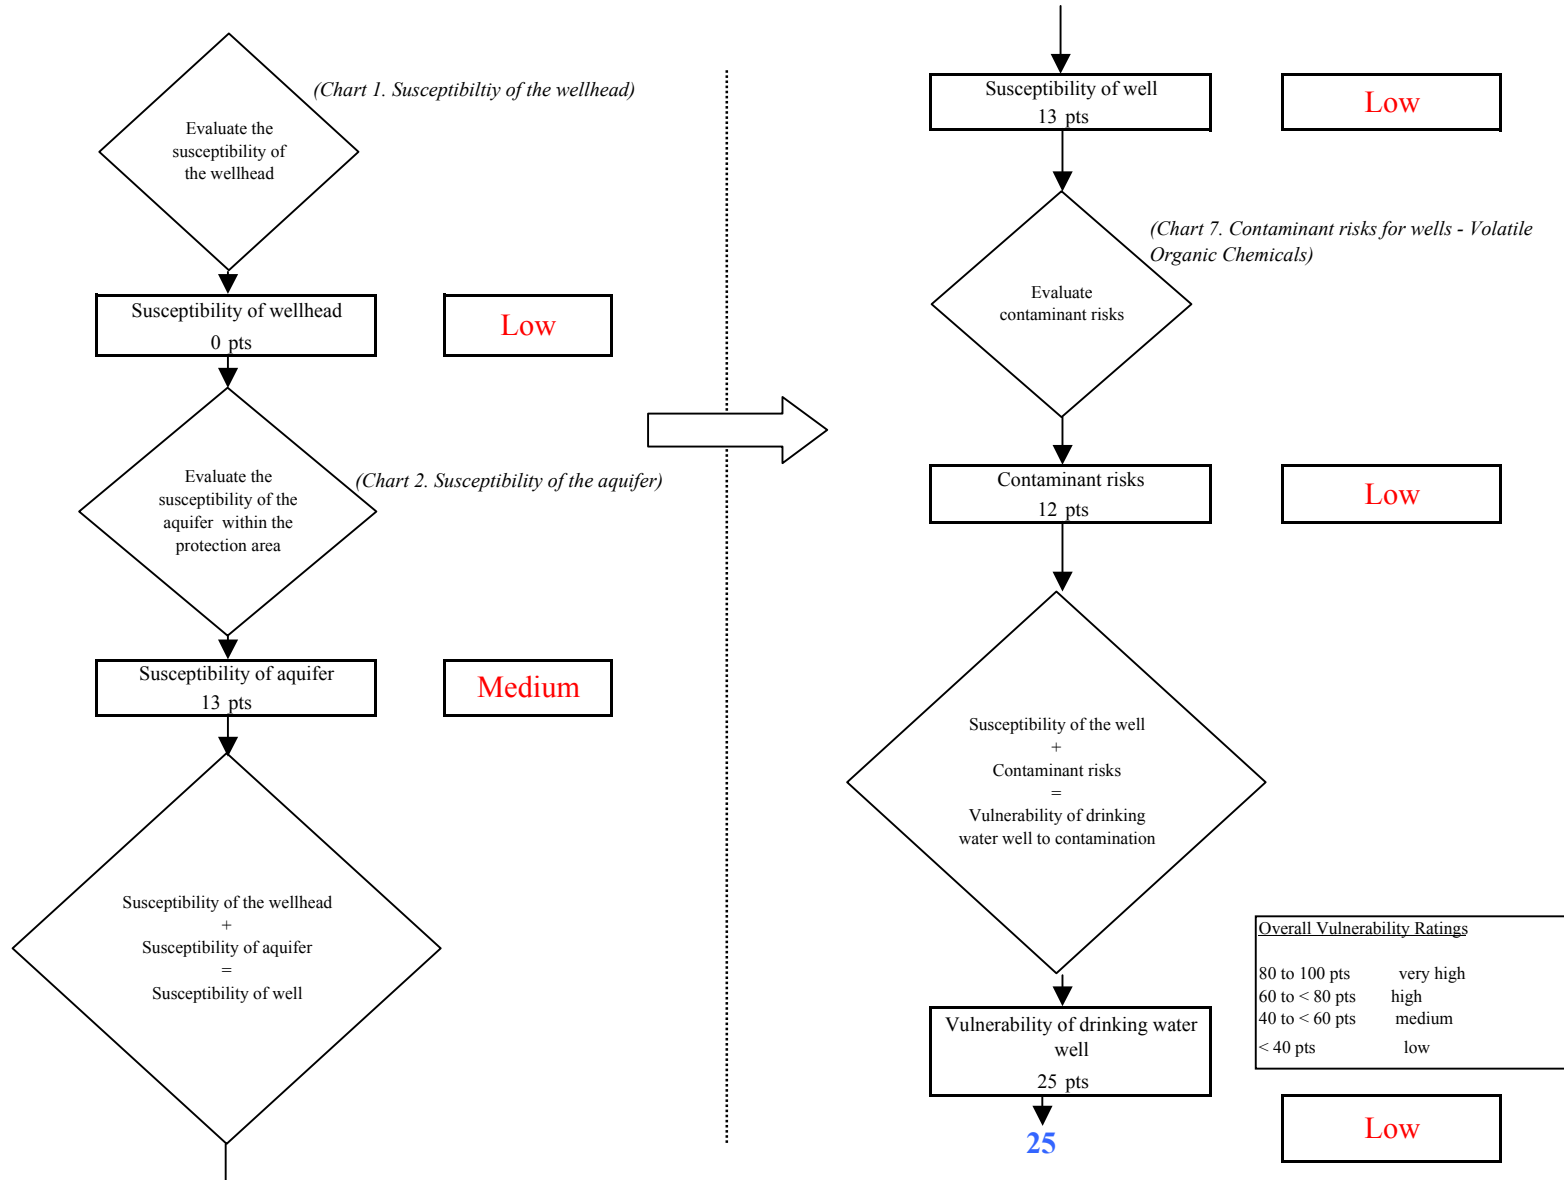 (Chart 1. Susceptibiltiy of the wellhead)
Evaluate the
susceptibility of
the wellhead
Susceptibility of wellhead
0 pts
Low
Evaluate the
susceptibility of the
aquifer within the
protection area
(Chart 2. Susceptibility of the aquifer)
Susceptibility of aquifer
13 pts
Medium
Susceptibility of the wellhead
+
Susceptibility of aquifer
=
Susceptibility of well
Susceptibility of well
13 pts
Low
(Chart 7. Contaminant risks for wells - Volatile
Organic Chemicals)
Evaluate
contaminant risks
Contaminant risks
12 pts
Low
Susceptibility of the well
+
Contaminant risks
=
Vulnerability of drinking
water well to contamination
Overall Vulnerability Ratings
80 to 100 pts very high
60 to < 80 pts high
40 to < 60 pts medium
< 40 pts low
Vulnerability of drinking water
well
25 pts
25
Low